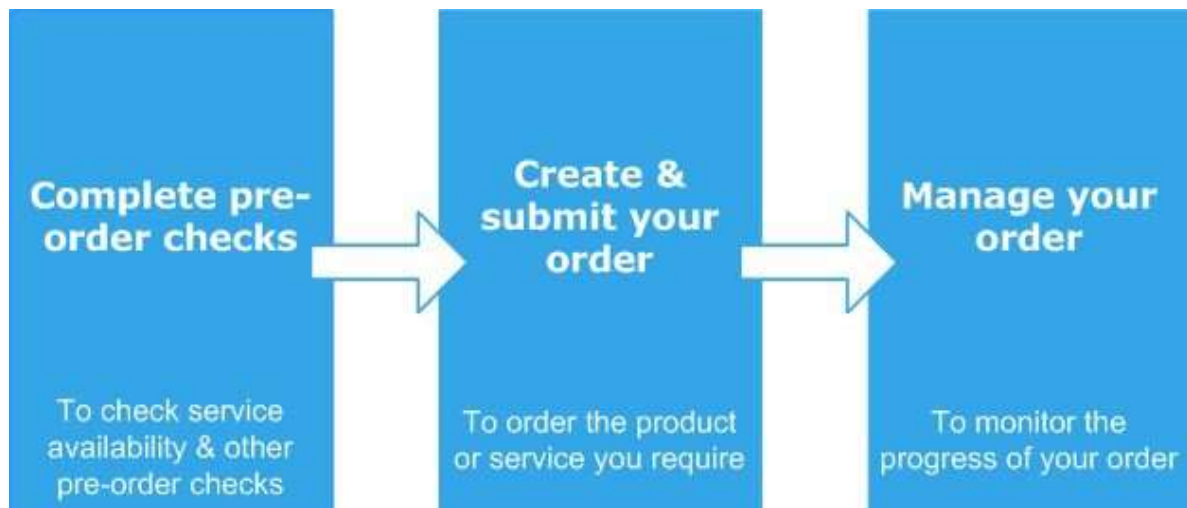 Complete pre-
order checks
To check service
availability & other
pre-order checks
Create &
submit your
order
To order the product
or service you require
Manage your
order
To monitor the
progress of your order